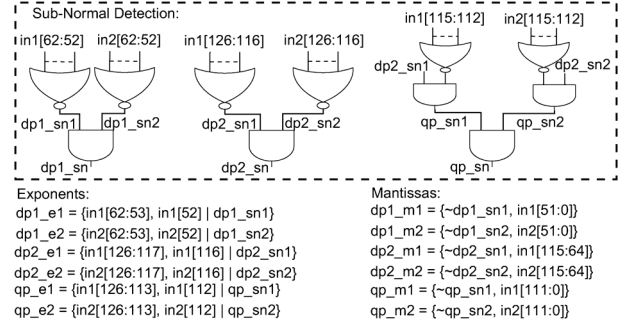 Sub-Normal Detection:
in1[62:52] in2[62:52] in1[126:116] in2[126:116] in1[115:112] in2[115:112]
dp2_sn1 dp2_sn2
dp1_sn1 dp1_sn2 dp2_sn1 dp2_sn2 qp_sn1 qp_sn2
dp1_sn dp2_sn qp_sn
Exponents:
dp1_e1 = {in1[62:53], in1[52] | dp1_sn1}
dp1_e2 = {in2[62:53], in2[52] | dp1_sn2}
dp2_e1 = {in1[126:117], in1[116] | dp2_sn1}
dp2_e2 = {in2[126:117], in2[116] | dp2_sn2}
qp_e1 = {in1[126:113], in1[112] | qp_sn1}
qp_e2 = {in2[126:113], in2[112] | qp_sn2}
Mantissas:
dp1_m1 = {~dp1_sn1, in1[51:0]}
dp1_m2 = {~dp1_sn2, in2[51:0]}
dp2_m1 = {~dp2_sn1, in1[115:64]}
dp2_m2 = {~dp2_sn2, in2[115:64]}
qp_m1 = {~qp_sn1, in1[111:0]}
qp_m2 = {~qp_sn2, in2[111:0]}